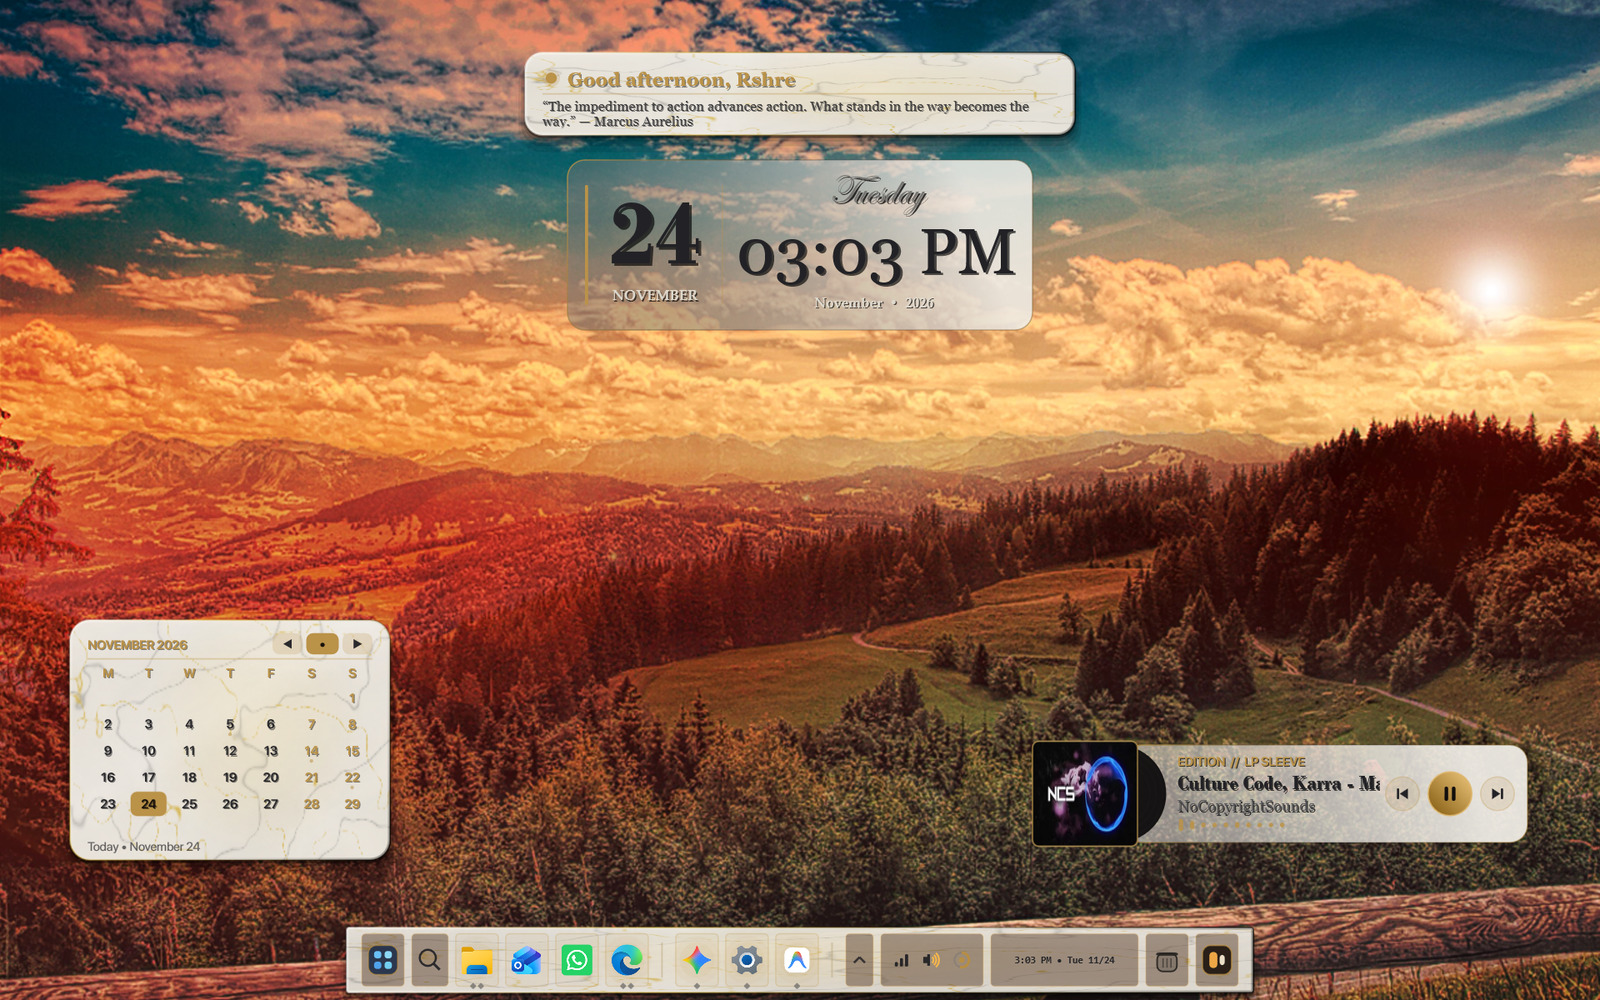 Good afternoon, Rshre
“The impediment to action advances action. What stands in the way becomes the
way.” — Marcus Aurelius
Tuesday
24
03:03 PM
NOVEMBER
November • 2026
NOVEMBER 2026
M T W T F S S
1
2 3 4 5 6 7 8
9 10 11 12 13 14 15
16 17 18 19 20 21 22
23 24 25 26 27 28 29
Today • November 24
NCS
EDITION // LP SLEEVE
Culture Code, Karra - Ma
NoCopyrightSounds
3:03 PM • Tue 11/24